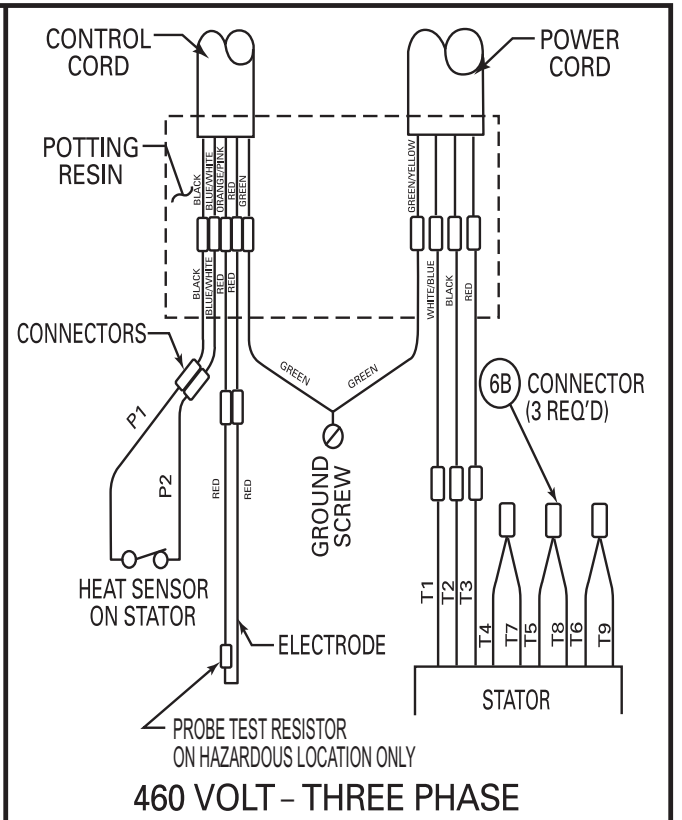 CONTROL
CORD
POWER
CORD
POTTING
RESIN
BLACK
BLUE/WHITE
ORANGE/PINK
RED
GREEN
GREEN/YELLOW
BLACK
BLUE/WHITE
RED
RED
WHITE/BLUE
BLACK
RED
CONNECTORS
GREEN
GREEN
6B CONNECTOR
(3 REQ'D)
P1
P2
RED
RED
GROUND
SCREW
HEAT SENSOR
ON STATOR
T1
T2
T3
T4
T7
T5
T8
T6
T9
ELECTRODE
STATOR
PROBE TEST RESISTOR
ON HAZARDOUS LOCATION ONLY
460 VOLT – THREE PHASE